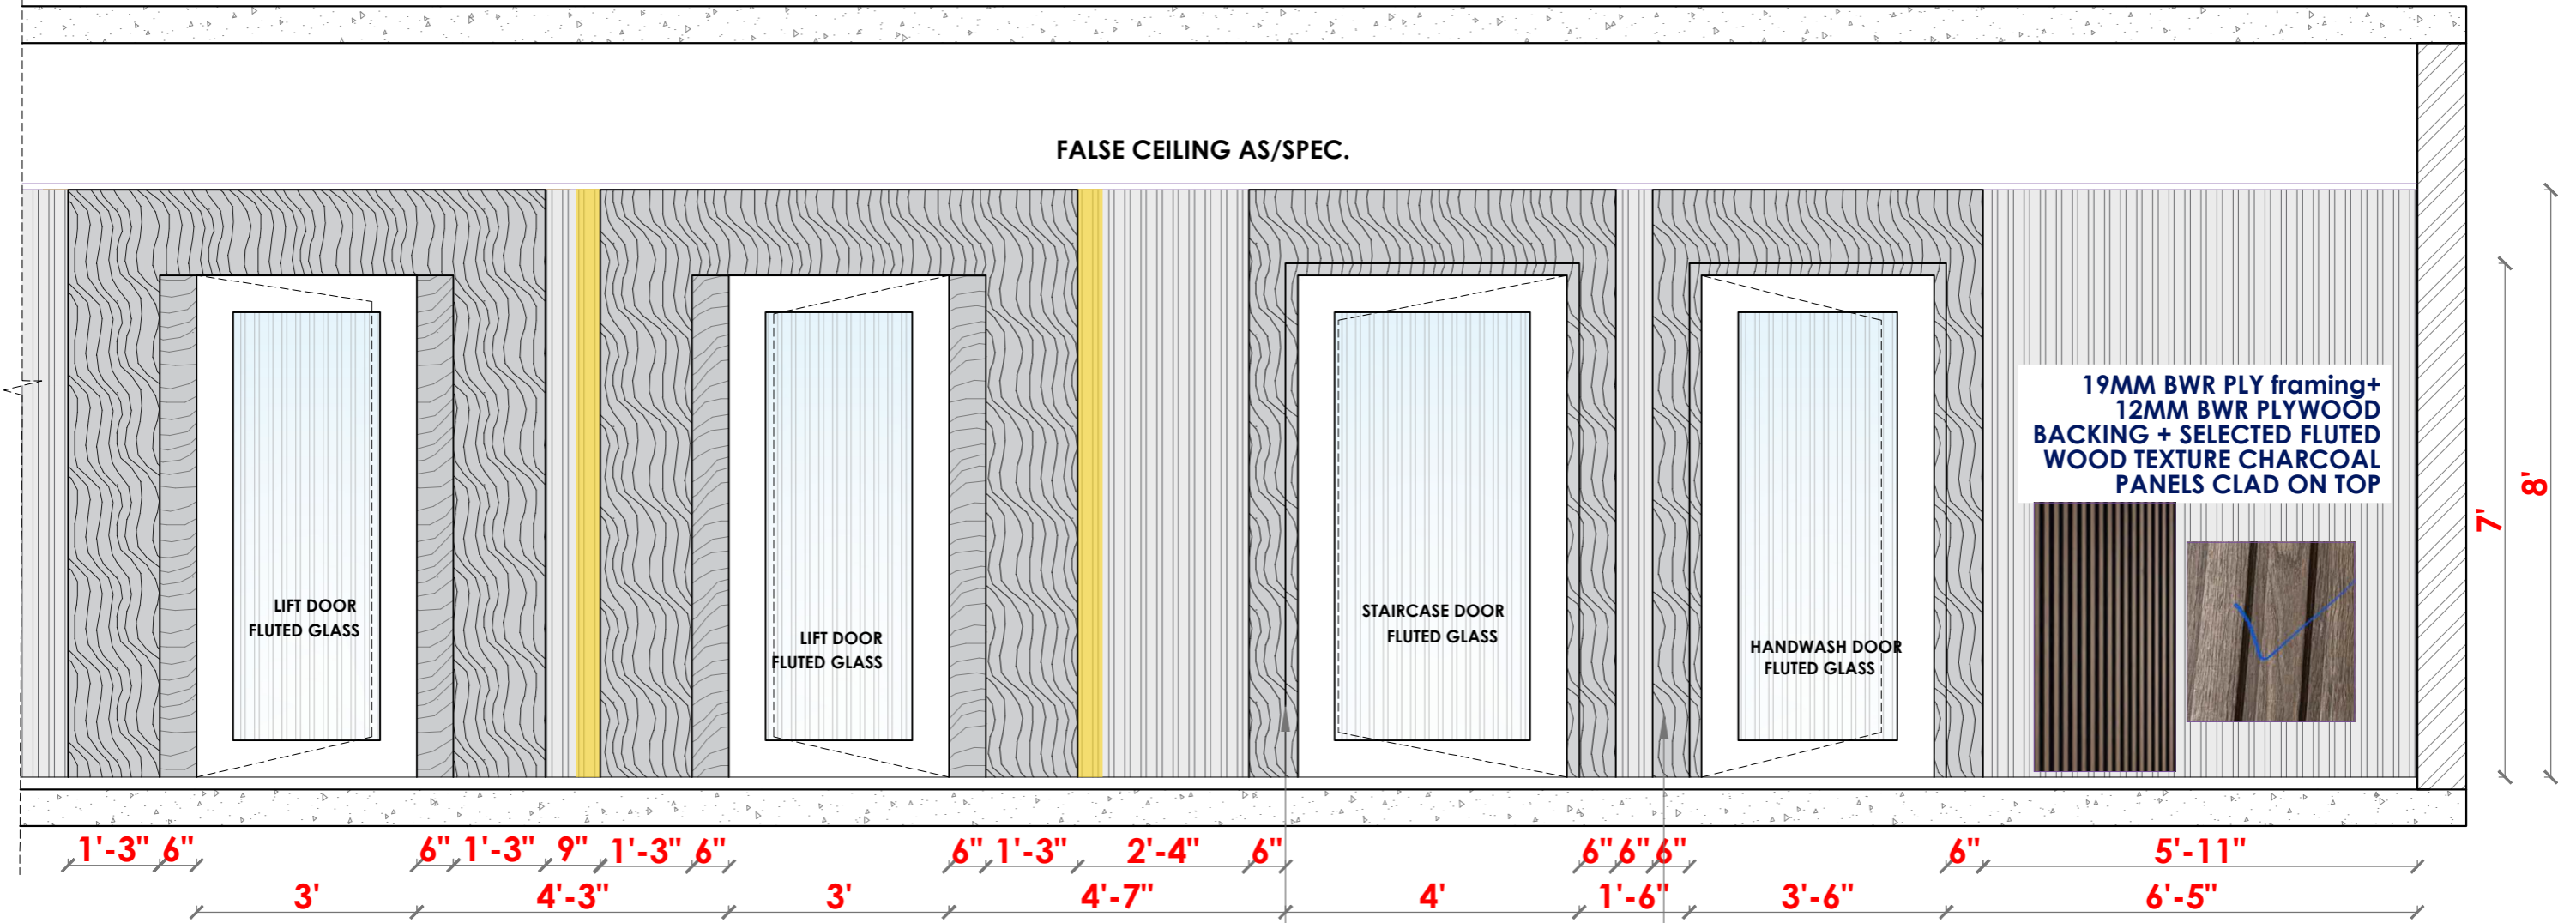 FALSE CEILING AS/SPEC.
19MM BWR PLY framing+
12MM BWR PLYWOOD
BACKING + SELECTED FLUTED
WOOD TEXTURE CHARCOAL
PANELS CLAD ON TOP
8'
7'
LIFT DOOR
FLUTED GLASS
LIFT DOOR
FLUTED GLASS
STAIRCASE DOOR
FLUTED GLASS
HANDWASH DOOR
FLUTED GLASS
1'-3" 6" 6" 1'-3" 9" 1'-3" 6" 6" 1'-3" 2'-4" 6" 6" 6" 6" 6" 5'-11"
3' 4'-3" 3' 4'-7" 4' 1'-6" 3'-6" 6'-5"